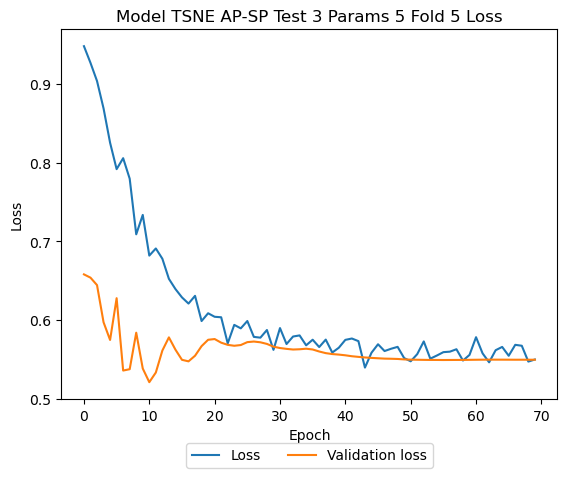 Model TSNE AP-SP Test 3 Params 5 Fold 5 Loss
Loss
0.9
0.8
0.7
0.6
0.5
0 10 20 30 40 50 60 70
Epoch
Loss Validation loss